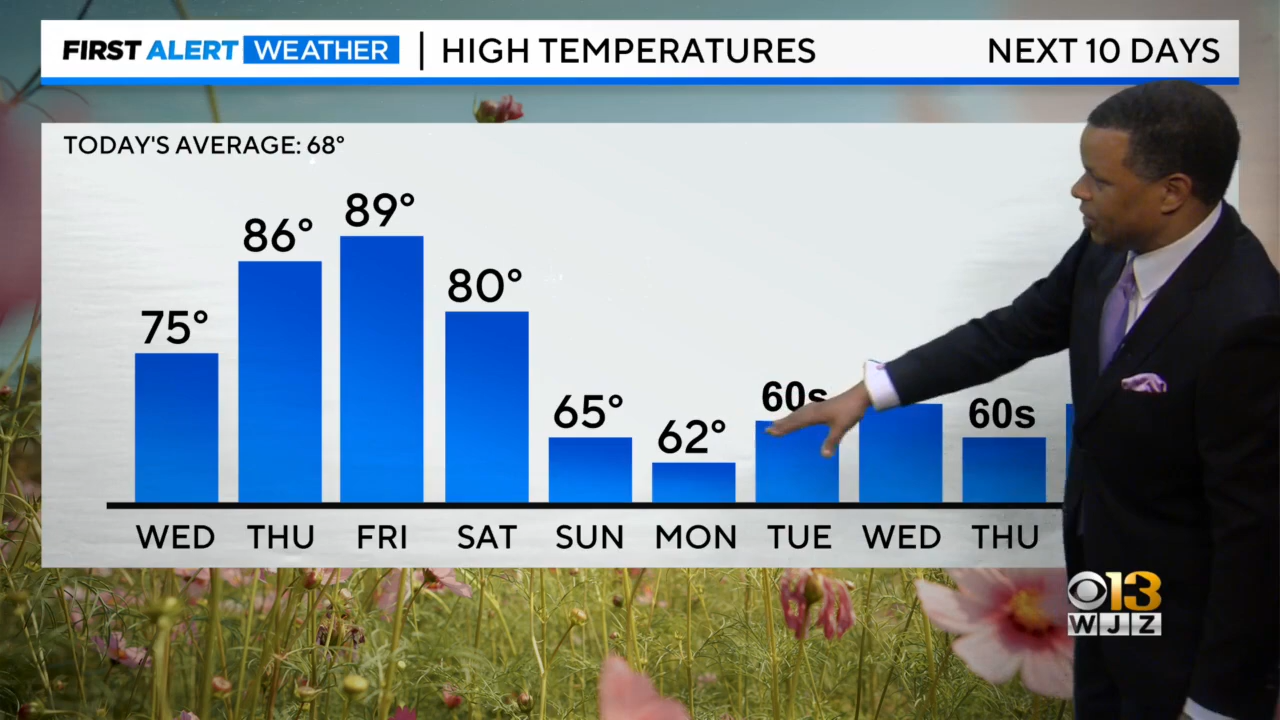 FIRST ALERT WEATHER | HIGH TEMPERATURES NEXT 10 DAYS
TODAY'S AVERAGE: 68°
75° 86° 89° 80° 65° 62° 60s 60s
WED THU FRI SAT SUN MON TUE WED THU
13
WJZ